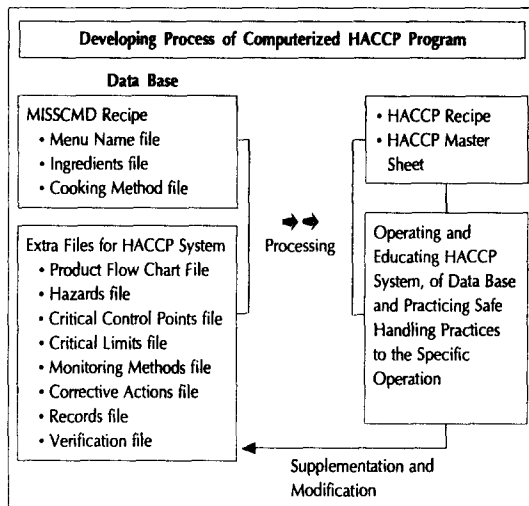 Developing Process of Computerized HACCP Program
Data Base
MISSCMD Recipe
• Menu Name file
• Ingredients file
• Cooking Method file
Extra Files for HACCP System
• Product Flow Chart File
• Hazards file
• Critical Control Points file
• Critical Limits file
• Monitoring Methods file
• Corrective Actions file
• Records file
• Verification file
Processing
• HACCP Recipe
• HACCP Master
Sheet
Operating and
Educating HACCP
System, of Data Base
and Practicing Safe
Handling Practices
to the Specific
Operation
Supplementation and
Modification